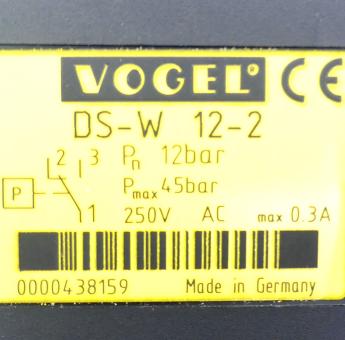 VOGEL® CE
DS-W 12-2
2 3 Pn 12bar
P Pmax 45bar
1 250V AC max 0.3A
0000438159 Made in Germany